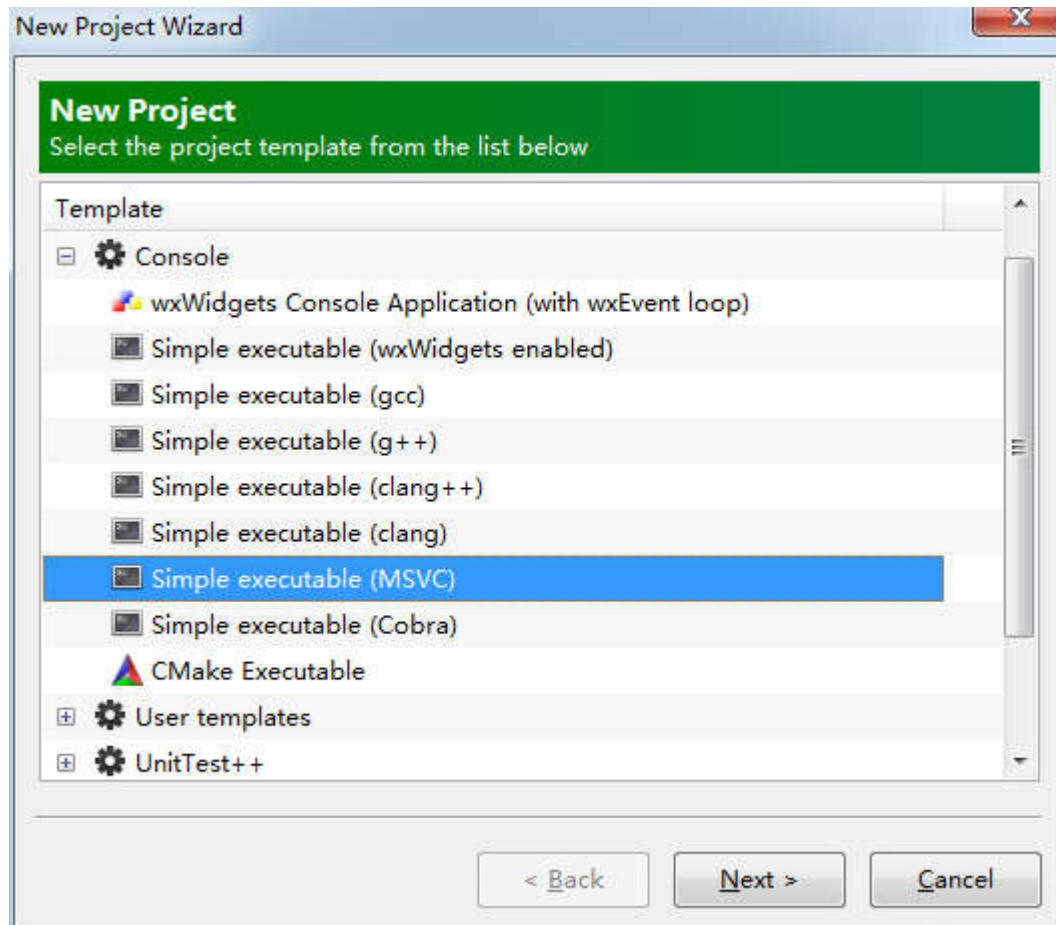 New Project Wizard
New Project
Select the project template from the list below
Template
Console
wxWidgets Console Application (with wxEvent loop)
Simple executable (wxWidgets enabled)
Simple executable (gcc)
Simple executable (g++)
Simple executable (clang++)
Simple executable (clang)
Simple executable (MSVC)
Simple executable (Cobra)
CMake Executable
User templates
UnitTest++
< Back Next > Cancel